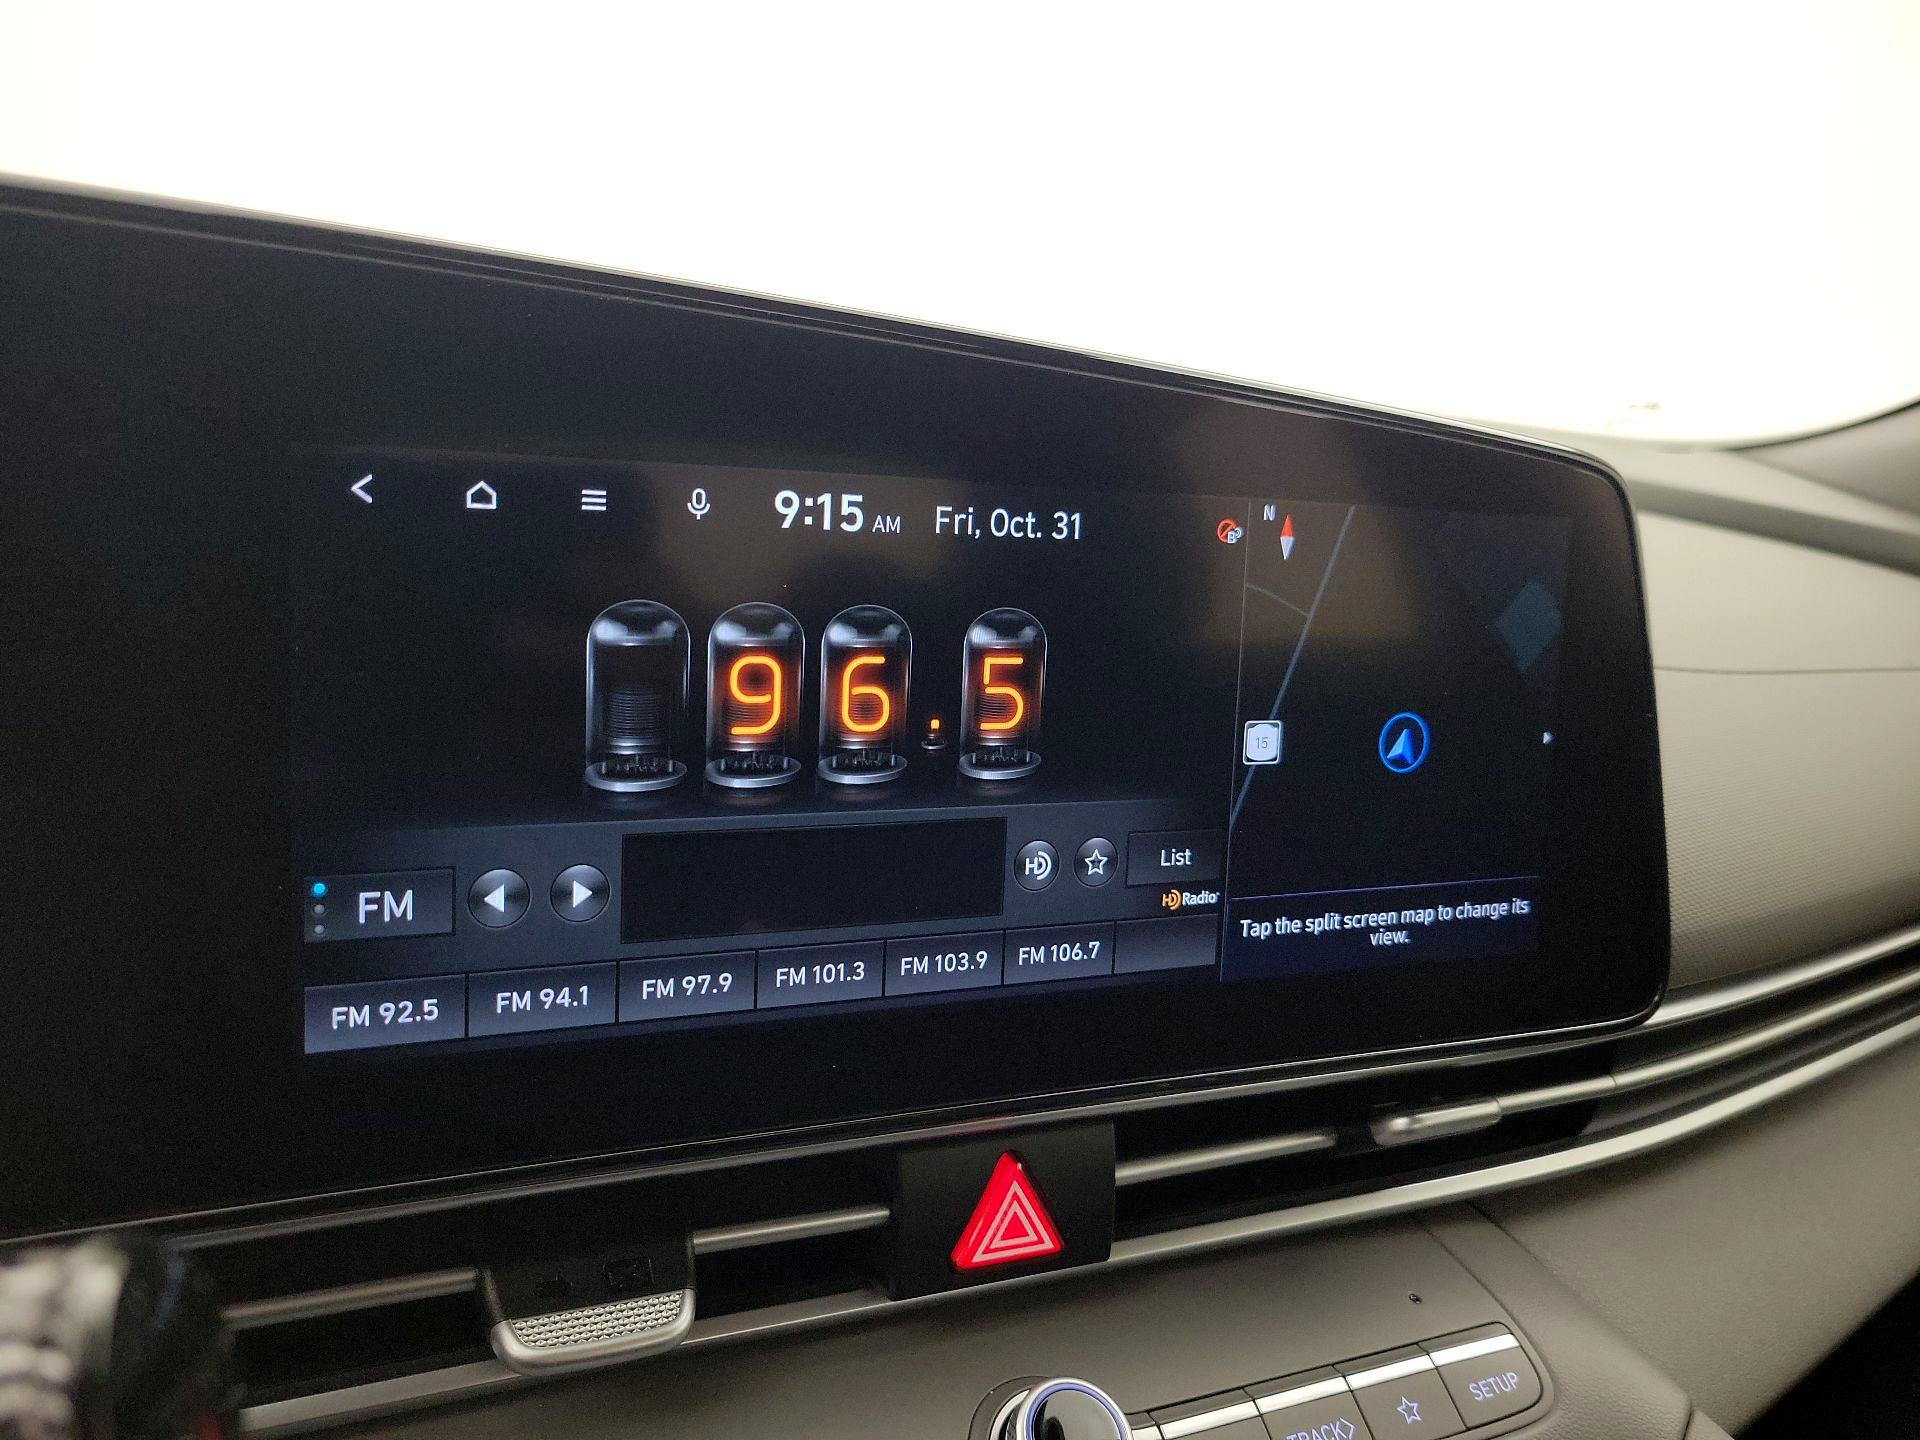 9:15 AM Fri, Oct. 31
N
96.5
15
FM
HD
List
HD Radio
Tap the split screen map to change its
view.
FM 92.5
FM 94.1
FM 97.9
FM 101.3
FM 103.9
FM 106.7
TRACK
SETUP